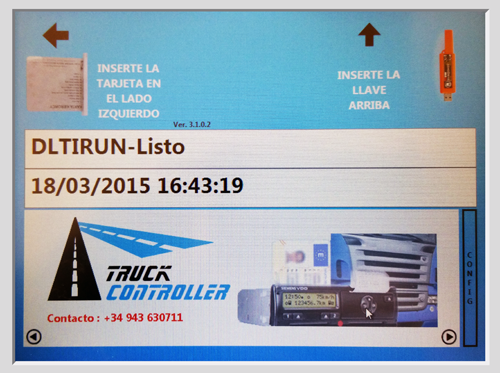 INSERTE LA
TARJETA EN
EL LADO
IZQUIERDO
INSERTE LA
LLAVE
ARRIBA
Ver. 3.1.0.2
DLTIRUN-Listo
18/03/2015 16:43:19
TRUCK
CONTROLLER
Contacto : +34 943 630711
CONFIG